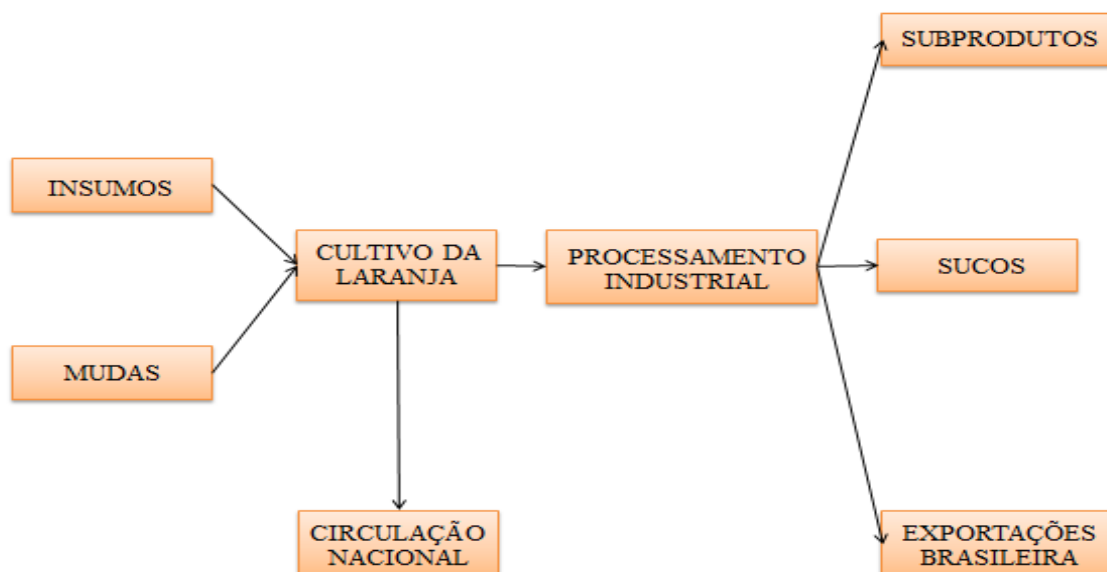 SUBPRODUTOS
INSUMOS
CULTIVO DA
LARANJA
PROCESSAMENTO
INDUSTRIAL
SUCOS
MUDAS
CIRCULAÇÃO
NACIONAL
EXPORTAÇÕES
BRASILEIRA